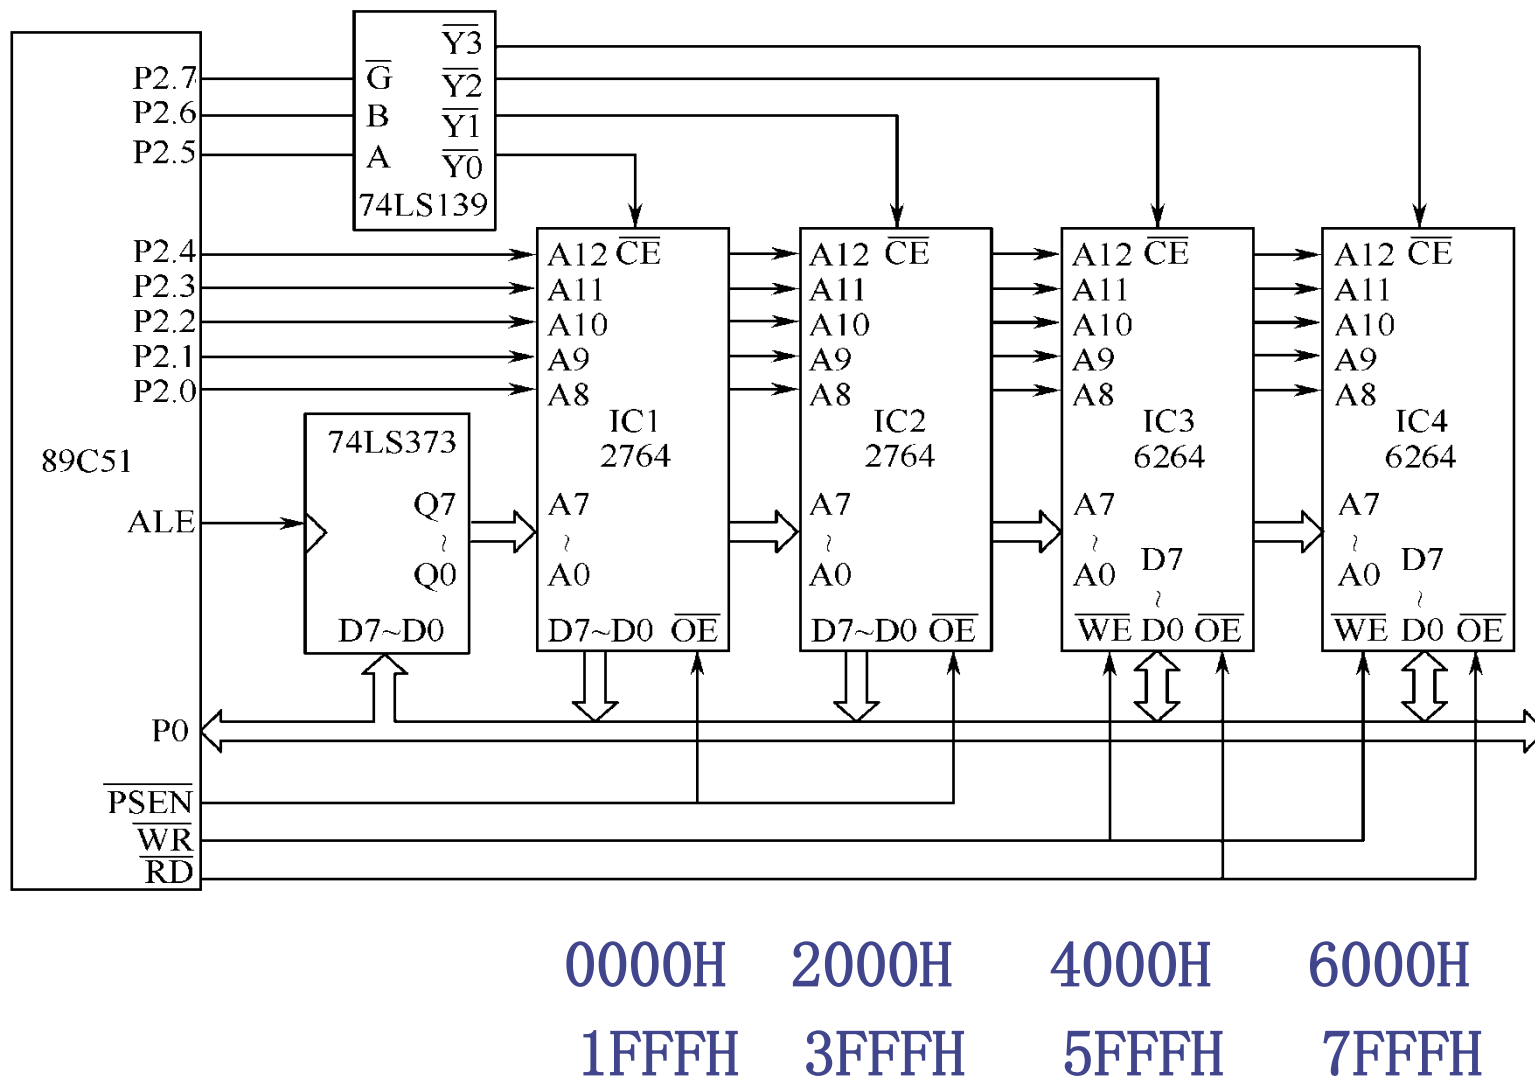 P2.7
P2.6
P2.5
G Y3
Y2
B Y1
A Y0
74LS139
P2.4
P2.3
P2.2
P2.1
P2.0
89C51
ALE
P0
PSEN
WR
RD
74LS373
Q7
~
Q0
D7~D0
A12 CE
A11
A10
A9
A8
IC1
2764
A7
~
A0
D7~D0 OE
A12 CE
A11
A10
A9
A8
IC2
2764
A7
~
A0
D7~D0 OE
A12 CE
A11
A10
A9
A8
IC3
6264
A7
~ D7
A0 ~
WE D0 OE
A12 CE
A11
A10
A9
A8
IC4
6264
A7
~ D7
A0 ~
WE D0 OE
0000H 2000H 4000H 6000H
1FFFH 3FFFH 5FFFH 7FFFH